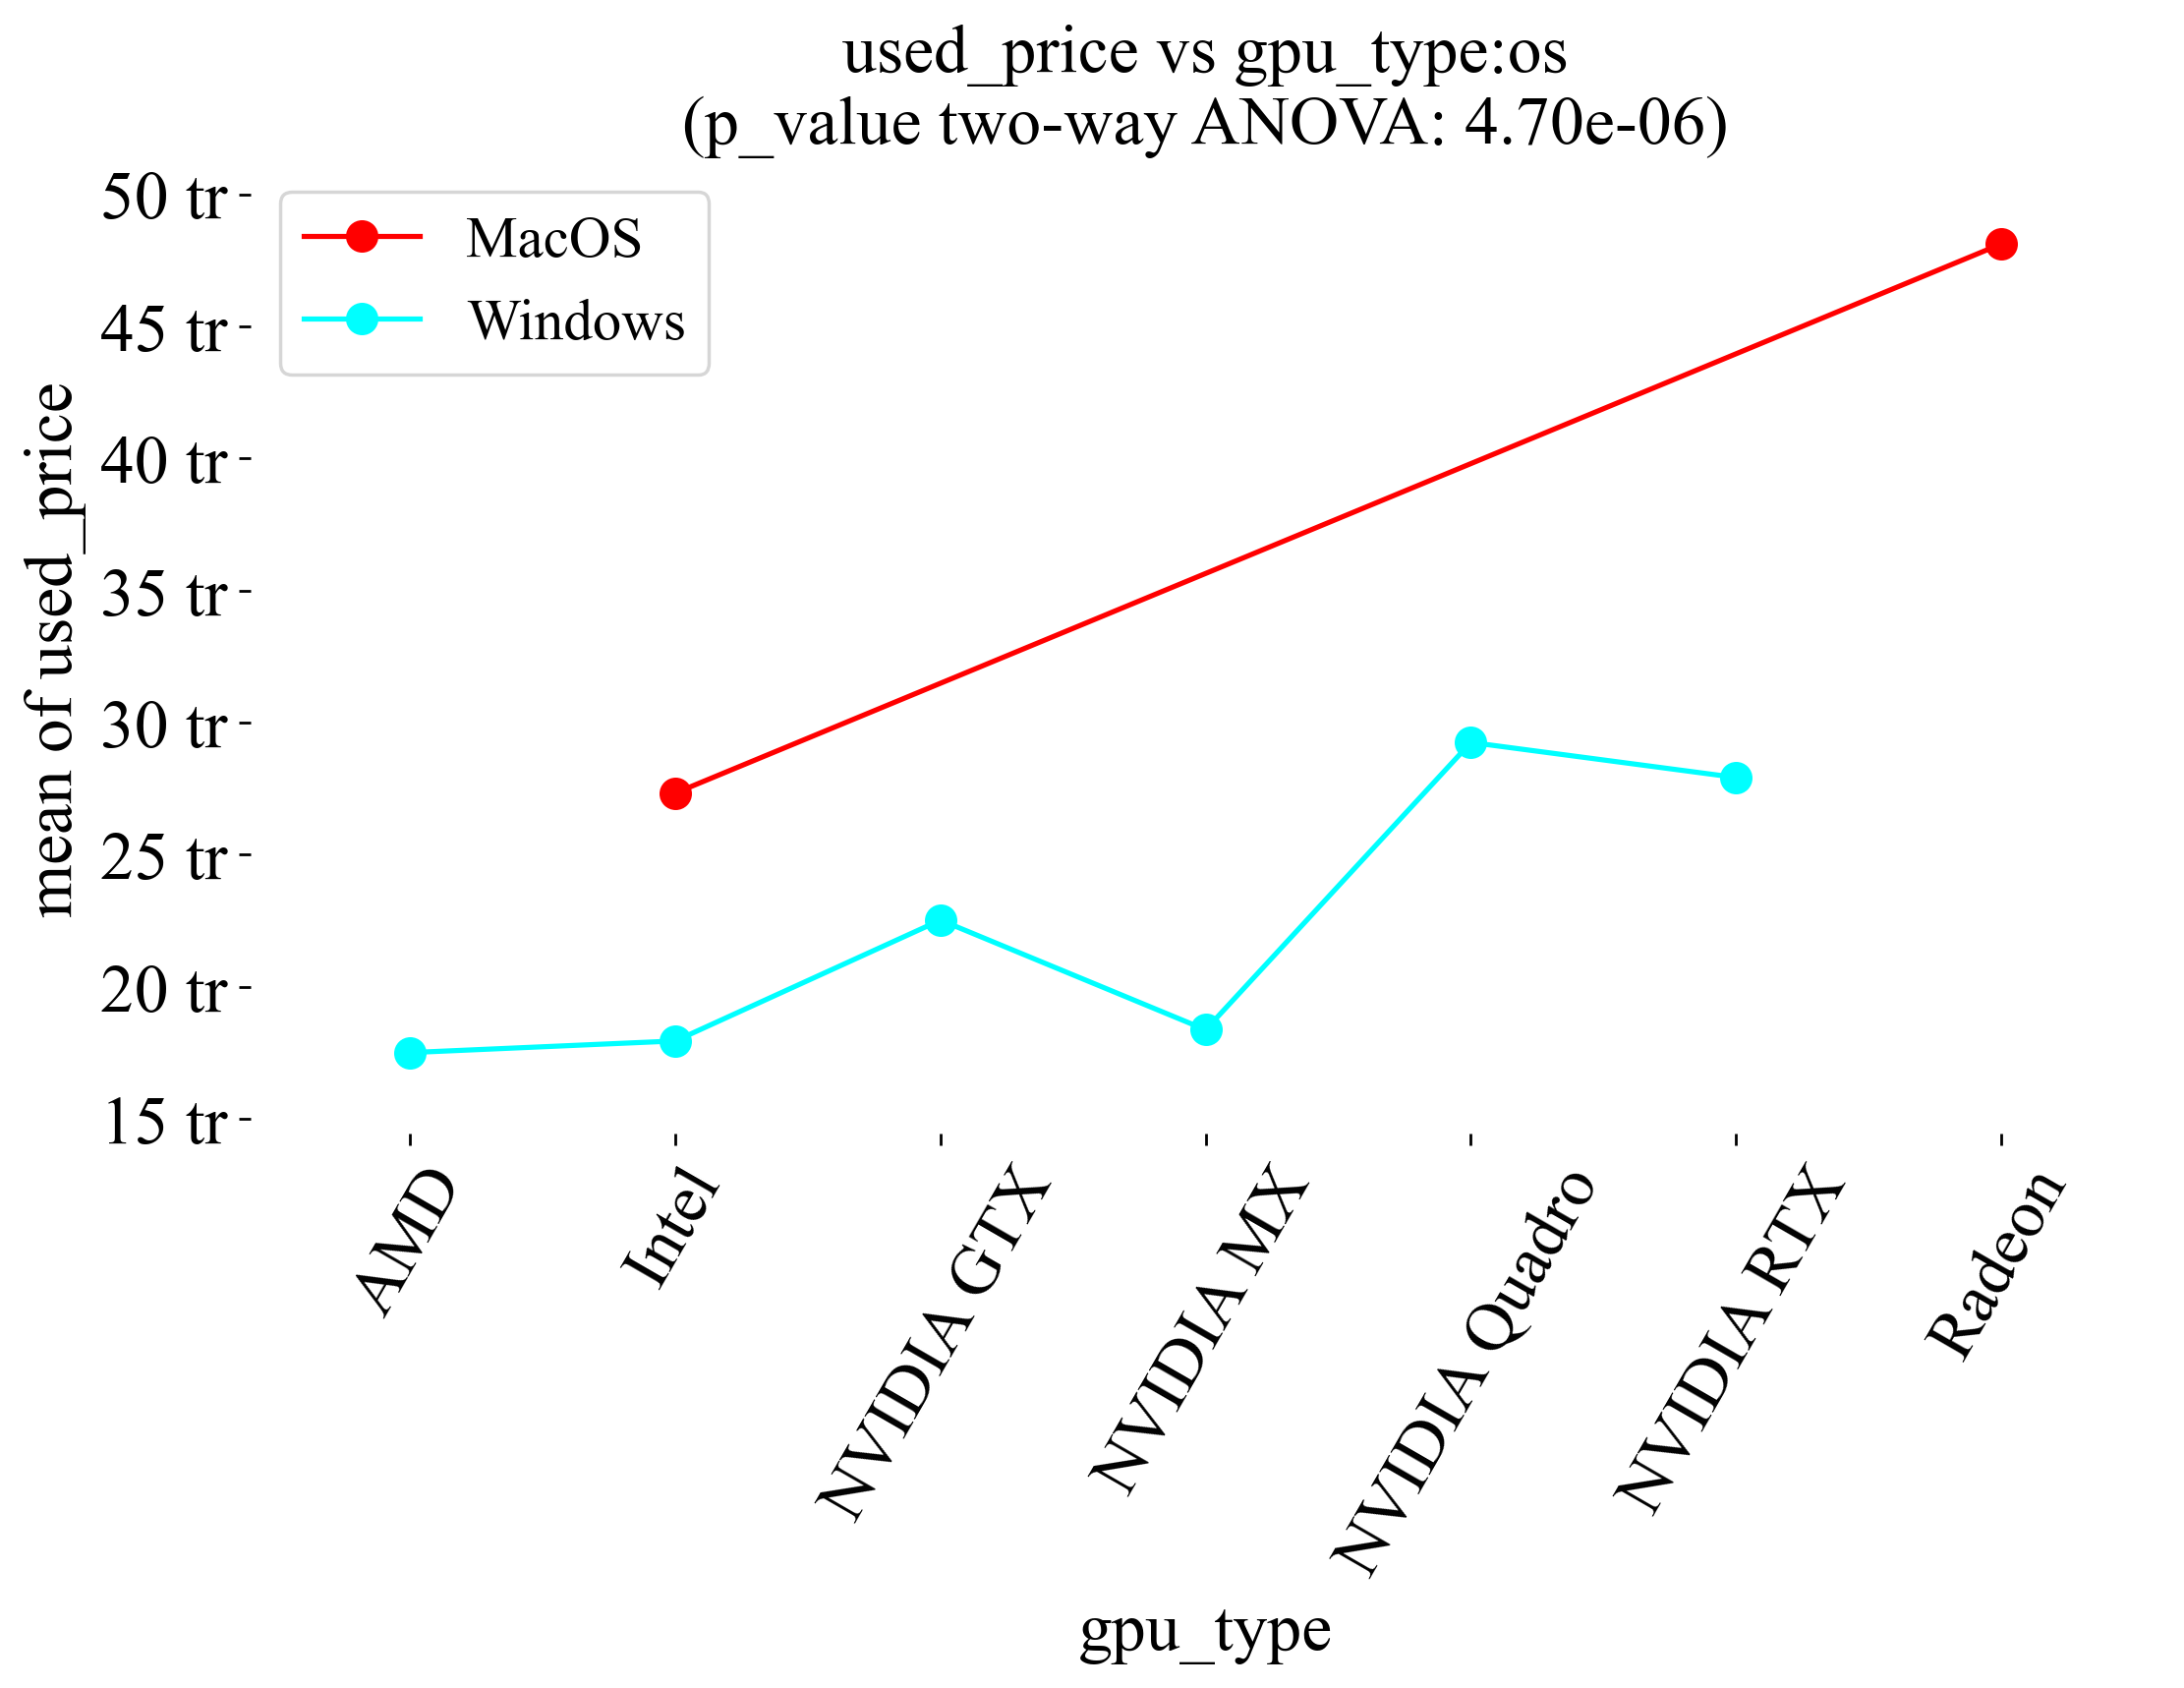 used_price vs gpu_type:os
(p_value two-way ANOVA: 4.70e-06)
MacOS
Windows
mean of used_price
50 tr
45 tr
40 tr
35 tr
30 tr
25 tr
20 tr
15 tr
AMD
Intel
NVIDIA GTX
NVIDIA MX
NVIDIA Quadro
NVIDIA RTX
Radeon
gpu_type